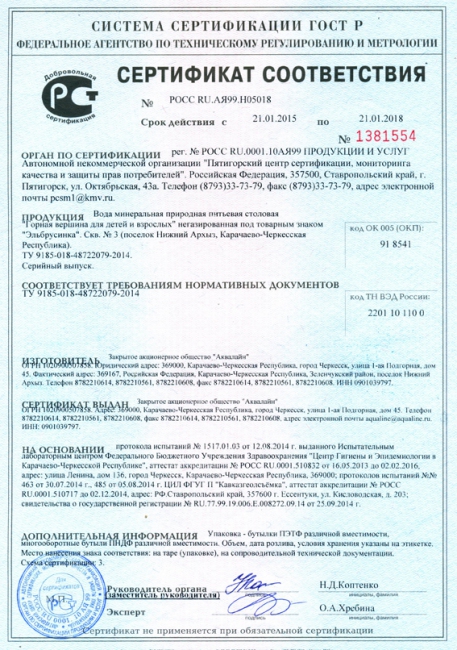 СИСТЕМА СЕРТИФИКАЦИИ ГОСТ Р
ФЕДЕРАЛЬНОЕ АГЕНТСТВО ПО ТЕХНИЧЕСКОМУ РЕГУЛИРОВАНИЮ И МЕТРОЛОГИИ
Добровольная
сертификация
СЕРТИФИКАТ СООТВЕТСТВИЯ
№ РОСС RU.АЯ99.Н05018
Срок действия с 21.01.2015 по 21.01.2018
№ 1381554
ОРГАН ПО СЕРТИФИКАЦИИ рег. № РОСС RU.0001.10АЯ99 ПРОДУКЦИИ И УСЛУГ
Автономной некоммерческой организации "Пятигорский центр сертификации, мониторинга
качества и защиты прав потребителей". Российская Федерация, 357500, Ставропольский край, г.
Пятигорск, ул. Октябрьская, 43а. Телефон (8793)33-73-79, факс (8793)33-73-79, адрес электронной
почты pcsm1@kmv.ru.
ПРОДУКЦИЯ Вода минеральная природная питьевая столовая
"Горная вершина для детей и взрослых" негазированная под товарным знаком
"Эльбрусинка". Скв. № 3 (поселок Нижний Архыз, Карачаево-Черкесская
Республика).
ТУ 9185-018-48722079-2014.
Серийный выпуск.
код ОК 005 (ОКП):
91 8541
СООТВЕТСТВУЕТ ТРЕБОВАНИЯМ НОРМАТИВНЫХ ДОКУМЕНТОВ
ТУ 9185-018-48722079-2014
код ТН ВЭД России:
2201 10 110 0
ИЗГОТОВИТЕЛЬ Закрытое акционерное общество "Аквалайн"
ОГРН 1020900507858. Юридический адрес: 369000, Карачаево-Черкесская Республика, город Черкесск, улица 1-ая Подгорная, дом
45. Фактический адрес: 369167, Российская Федерация, Карачаево-Черкесская Республика, Зеленчукский район, поселок Нижний
Архыз. Телефон 8782210614, 8782210561, 8782210608, факс 8782210614, 8782210561, 8782210608. ИНН 0901039797.
СЕРТИФИКАТ ВЫДАН Закрытое акционерное общество "Аквалайн"
ОГРН 1020900507858. Адрес: 369000, Карачаево-Черкесская Республика, город Черкесск, улица 1-ая Подгорная, дом 45. Телефон
8782210614, 8782210561, 8782210608, факс 8782210614, 8782210561, 8782210608, адрес электронной почты aqualine@aqualine.ru.
ИНН 0901039797.
НА ОСНОВАНИИ протокола испытаний № 1517.01.03 от 12.08.2014 г. выданного Испытательным
лабораторным центром Федерального Бюджетного Учреждения Здравоохранения "Центр Гигиены и Эпидемиологии в
Карачаево-Черкесской Республике", аттестат аккредитации № РОСС RU.0001.510832 от 16.05.2013 до 02.02.2016,
адрес: улица Ленина, дом 136, город Черкесск, Карачаево-Черкесская Республика, 369000; протоколов испытаний №№
463 от 30.07.2014 г., 485 от 05.08.2014 г. ИЦИЛ ФГУ
RU.0001.510717 до 02.12.2014, адрес: РФ.Ставропольский край, 357600 г. Ессентуки, ул. Кисловодская, д. 203;
свидетельства о государственной регистрации № RU.77.99.19.006.Е.008272.09.14 от 25.09.2014 г.
ДОПОЛНИТЕЛЬНАЯ ИНФОРМАЦИЯ Упаковка - бутылки ПЭТФ различной вместимости,
многооборотные бутыли ПНДФ различной вместимости. Объем, дата розлива, условия хранения указаны на этикетке.
Место нанесения знака соответствия: на таре (упаковке), на сопроводительной технической документации.
Схема сертификации: 3.
Руководитель органа
(заместитель руководителя)
подпись
Н.Д.Коптенко
инициалы, фамилия
Эксперт
подпись
О.А.Хребина
инициалы, фамилия
Сертификат не применяется при обязательной сертификации